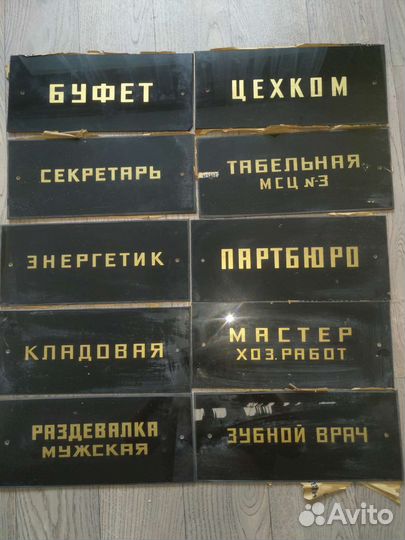 БУФЕТ
ЦЕХКОМ
СЕКРЕТАРЬ
ТАБЕЛЬНАЯ
МСЦ №3
ЭНЕРГЕТИК
ПАРТБЮРО
КЛАДОВАЯ
МАСТЕР
ХОЗ. РАБОТ
РАЗДЕВАЛКА
МУЖСКАЯ
ЗУБНОЙ ВРАЧ
Avito